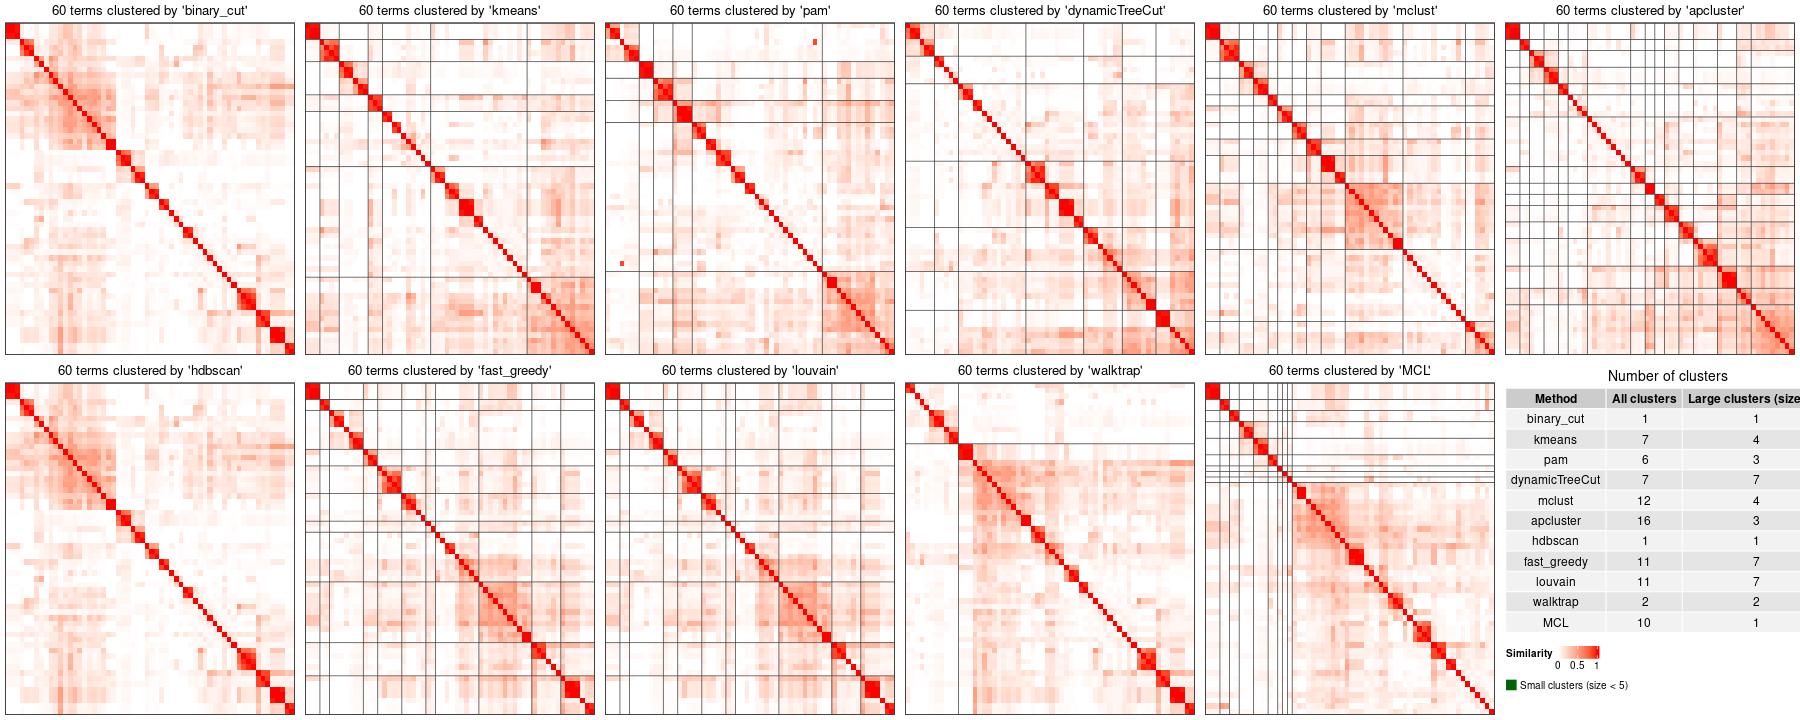 60 terms clustered by 'binary_cut'
60 terms clustered by 'kmeans'
60 terms clustered by 'pam'
60 terms clustered by 'dynamicTreeCut'
60 terms clustered by 'mclust'
60 terms clustered by 'apcluster'
60 terms clustered by 'hdbscan'
60 terms clustered by 'fast_greedy'
60 terms clustered by 'louvain'
60 terms clustered by 'walktrap'
60 terms clustered by 'MCL'
Number of clusters
Method All clusters Large clusters (size
binary_cut 1 1
kmeans 7 4
pam 6 3
dynamicTreeCut 7 7
mclust 12 4
apcluster 16 3
hdbscan 1 1
fast_greedy 11 7
louvain 11 7
walktrap 2 2
MCL 10 1
Similarity
0 0.5 1
Small clusters (size < 5)